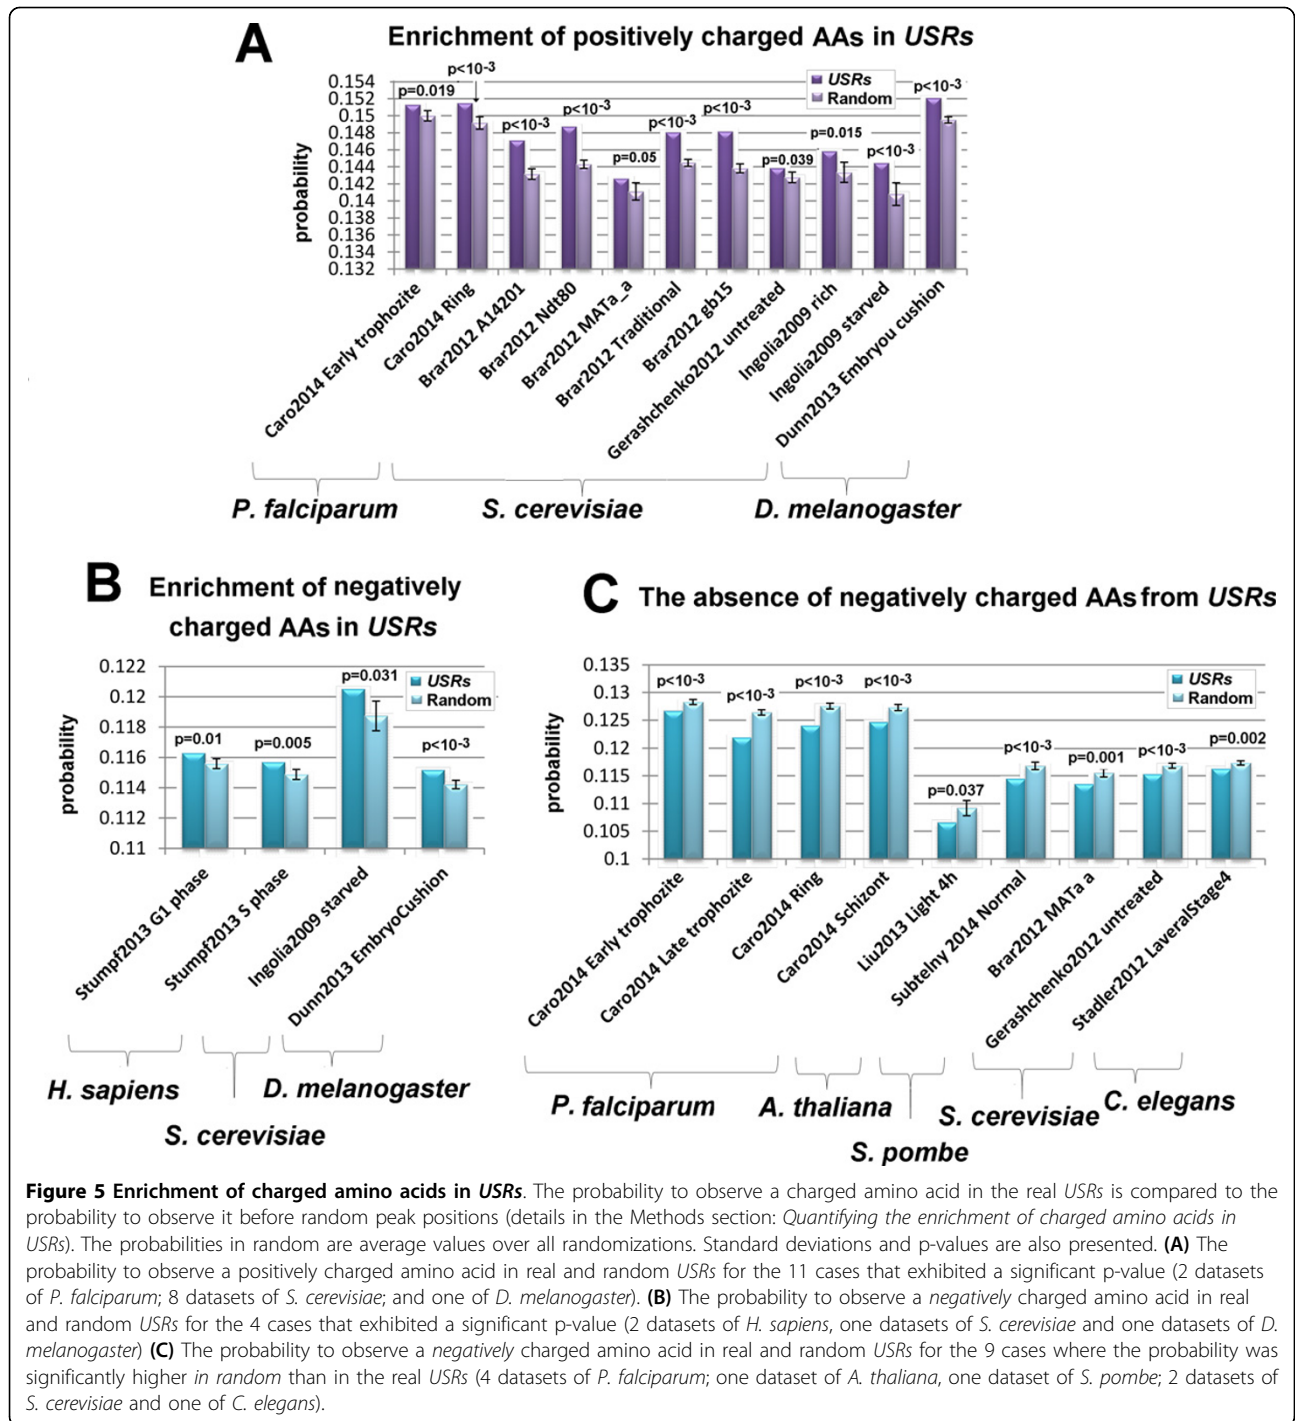 A
Enrichment of positively charged AAs in USRs
p<10-3
0.154
0.152
0.15
0.148
0.146
0.144
0.142
0.14
0.138
0.136
0.134
0.132
probability
p=0.019
p<10-3
p<10-3
p=0.05
p<10-3
p<10-3
p=0.039
p=0.015
p<10-3
p<10-3
USRs
Random
Caro2014 Early trophozite
Caro2014 Ring
Brar2012 A14201
Brar2012 Ndt80
Brar2012 MATa_a
Brar2012 Traditional
Brar2012 gb15
Gerashchenko2012 untreated
Ingolia2009 rich
Ingolia2009 starved
Dunn2013 Embryou cushion
P. falciparum
S. cerevisiae
D. melanogaster
B
Enrichment of negatively
charged AAs in USRs
0.122
0.12
0.118
0.116
0.114
0.112
0.11
probability
p=0.01
p=0.005
p=0.031
p<10-3
USRs
Random
Stumpf2013 G1 phase
Stumpf2013 S phase
Ingolia2009 starved
Dunn2013 EmbryoCushion
H. sapiens
D. melanogaster
S. cerevisiae
C
The absence of negatively charged AAs from USRs
0.135
0.13
0.125
0.12
0.115
0.11
0.105
0.1
probability
p<10-3
p<10-3
p<10-3
p<10-3
p=0.037
p<10-3
p=0.001
p<10-3
p=0.002
USRs
Random
Caro2014 Early trophozite
Caro2014 Late trophozite
Caro2014 Ring
Caro2014 Schizont
Liu2013 Light 4h
Subtelny 2014 Normal
Brar2012 MATa a
Gerashchenko2012 untreated
Stadler2012 LaveralStage4
P. falciparum
A. thaliana
S. pombe
S. cerevisiae
C. elegans
Figure 5 Enrichment of charged amino acids in USRs. The probability to observe a charged amino acid in the real USRs is compared to the
probability to observe it before random peak positions (details in the Methods section: Quantifying the enrichment of charged amino acids in
USRs). The probabilities in random are average values over all randomizations. Standard deviations and p-values are also presented. (A) The
probability to observe a positively charged amino acid in real and random USRs for the 11 cases that exhibited a significant p-value (2 datasets
of P. falciparum; 8 datasets of S. cerevisiae; and one of D. melanogaster). (B) The probability to observe a negatively charged amino acid in real
and random USRs for the 4 cases that exhibited a significant p-value (2 datasets of H. sapiens, one datasets of S. cerevisiae and one datasets of D.
melanogaster) (C) The probability to observe a negatively charged amino acid in real and random USRs for the 9 cases where the probability was
significantly higher in random than in the real USRs (4 datasets of P. falciparum; one dataset of A. thaliana, one dataset of S. pombe; 2 datasets of
S. cerevisiae and one of C. elegans).